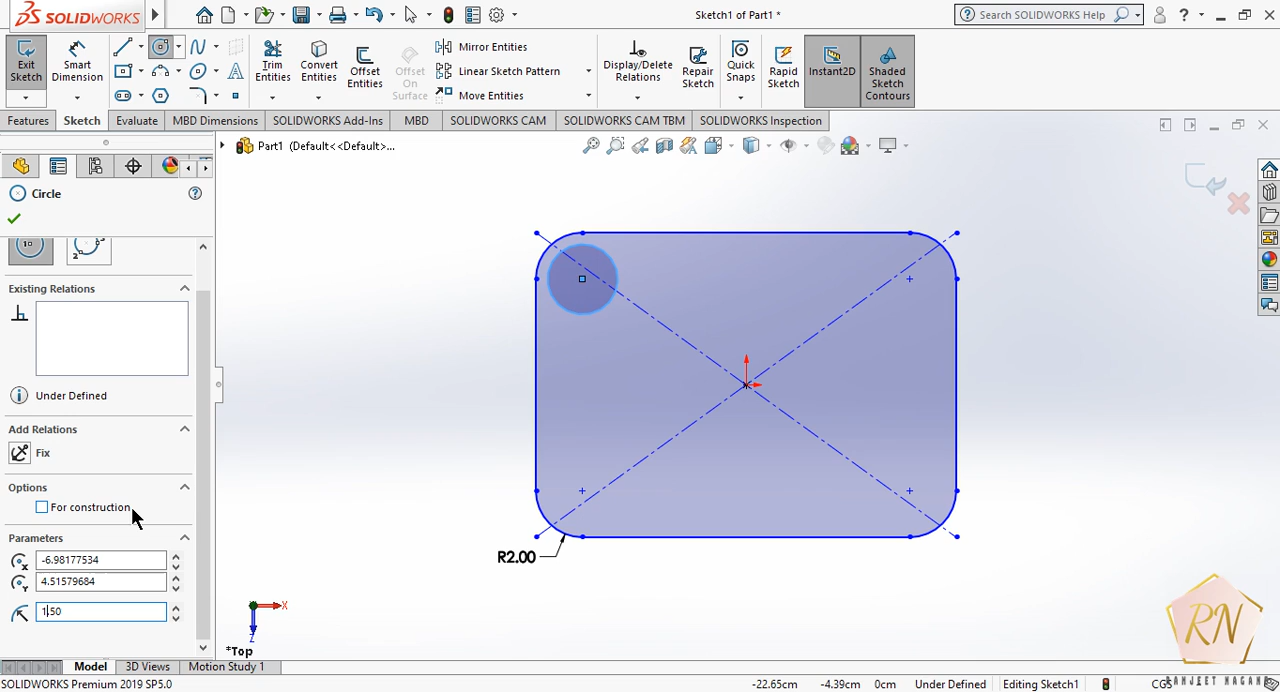 SOLIDWORKS
Sketch1 of Part1 *
Search SOLIDWORKS Help
?
Exit Sketch
Smart Dimension
Trim Entities
Convert Entities
Offset Entities
Offset On Surface
Mirror Entities
Linear Sketch Pattern
Move Entities
Display/Delete Relations
Repair Sketch
Quick Snaps
Rapid Sketch
Instant2D
Shaded Sketch Contours
Features
Sketch
Evaluate
MBD Dimensions
SOLIDWORKS Add-Ins
MBD
SOLIDWORKS CAM
SOLIDWORKS CAM TBM
SOLIDWORKS Inspection
Part1 (Default<<Default>...
Circle
Existing Relations
Under Defined
Add Relations
Fix
Options
For construction
Parameters
-6.98177534
4.51579684
1.50
R2.00
X
Z
*Top
RN
Model
3D Views
Motion Study 1
SOLIDWORKS Premium 2019 SP5.0
-22.65cm
-4.39cm
0cm
Under Defined
Editing Sketch1